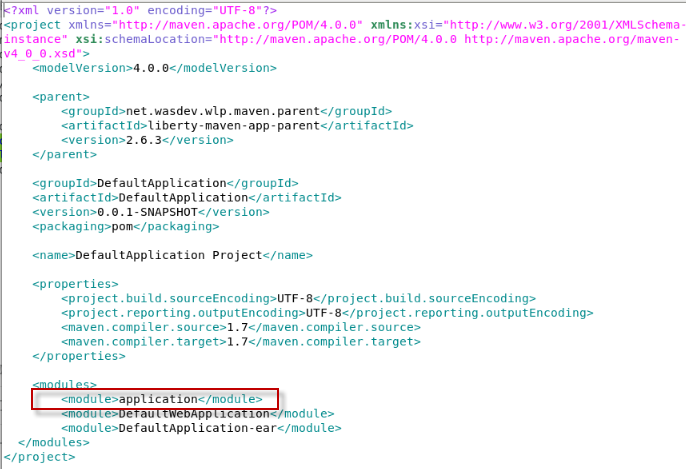 <?xml version="1.0" encoding="UTF-8"?>
<project xmlns="http://maven.apache.org/POM/4.0.0" xmlns:xsi="http://www.w3.org/2001/XMLSchema-
instance" xsi:schemaLocation="http://maven.apache.org/POM/4.0.0 http://maven.apache.org/maven-
v4_0_0.xsd">
    <modelVersion>4.0.0</modelVersion>

    <parent>
        <groupId>net.wasdev.wlp.maven.parent</groupId>
        <artifactId>liberty-maven-app-parent</artifactId>
        <version>2.6.3</version>
    </parent>

    <groupId>DefaultApplication</groupId>
    <artifactId>DefaultApplication</artifactId>
    <version>0.0.1-SNAPSHOT</version>
    <packaging>pom</packaging>

    <name>DefaultApplication Project</name>

    <properties>
        <project.build.sourceEncoding>UTF-8</project.build.sourceEncoding>
        <project.reporting.outputEncoding>UTF-8</project.reporting.outputEncoding>
        <maven.compiler.source>1.7</maven.compiler.source>
        <maven.compiler.target>1.7</maven.compiler.target>
    </properties>

    <modules>
        <module>application</module>
        <module>DefaultWebApplication</module>
        <module>DefaultApplication-ear</module>
  </modules>
</project>